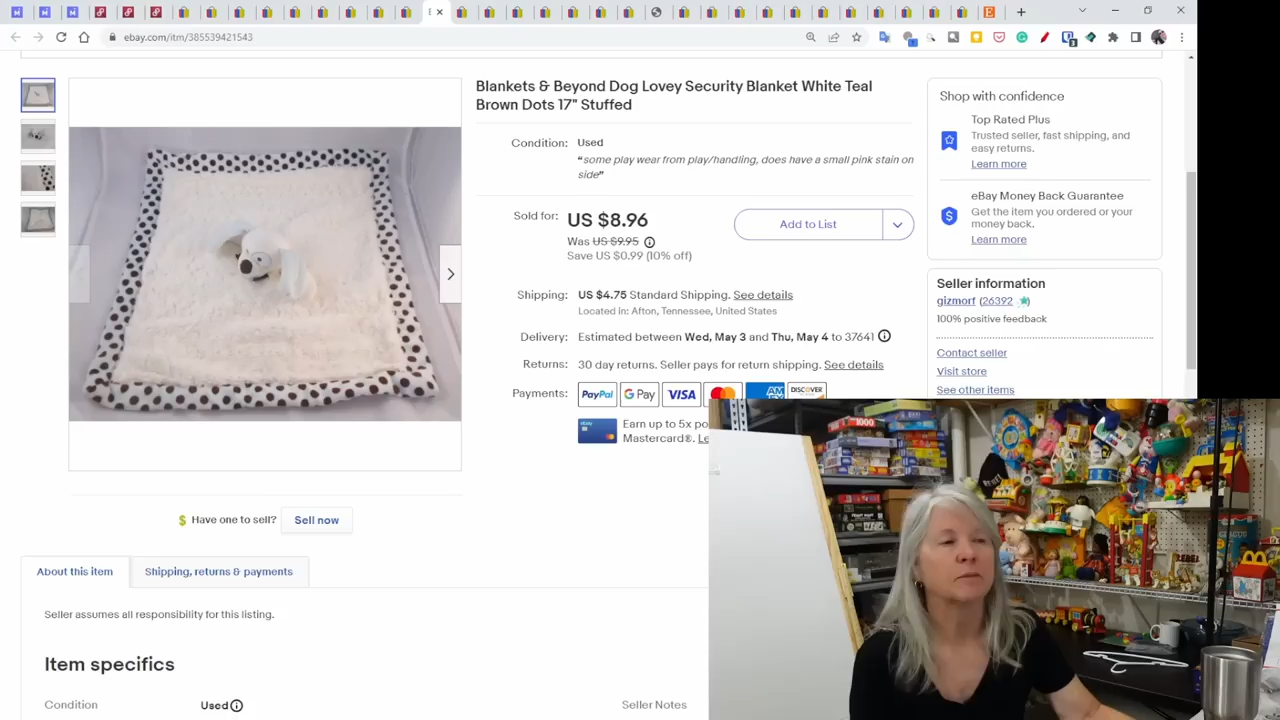 ebay.com/itm/385539421543
Blankets & Beyond Dog Lovey Security Blanket White Teal
Brown Dots 17" Stuffed
Condition: Used
“some play wear from play/handling, does have a small pink stain on
side”
Sold for: US $8.96
Was US $9.95
Save US $0.99 (10% off)
Add to List
Shipping: US $4.75 Standard Shipping. See details
Located in: Afton, Tennessee, United States
Delivery: Estimated between Wed, May 3 and Thu, May 4 to 37641
Returns: 30 day returns. Seller pays for return shipping. See details
Payments: PayPal G Pay VISA AM DISCOVER
Earn up to 5x po
Mastercard®. Le
Shop with confidence
Top Rated Plus
Trusted seller, fast shipping, and
easy returns.
Learn more
eBay Money Back Guarantee
Get the item you ordered or your
money back.
Learn more
Seller information
gizmorf (26392)
100% positive feedback
Contact seller
Visit store
See other items
Have one to sell? Sell now
About this item
Shipping, returns & payments
Seller assumes all responsibility for this listing.
Item specifics
Condition
Used
Seller Notes
1000